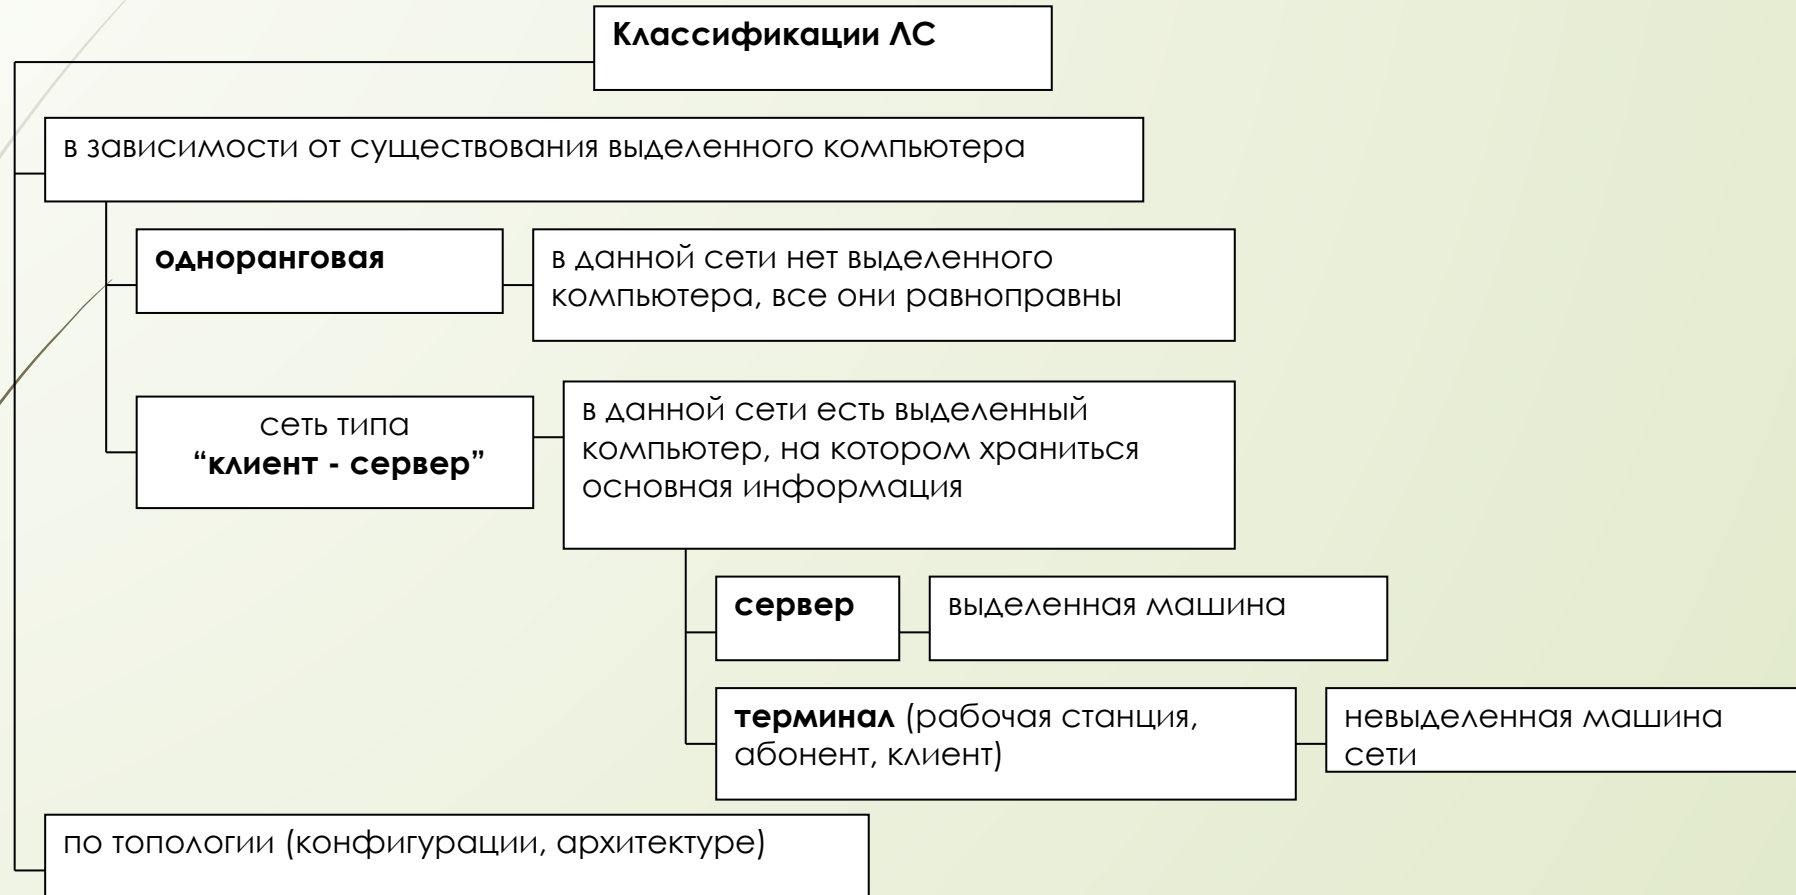 Классификации ЛС
в зависимости от существования выделенного компьютера
одноранговая
в данной сети нет выделенного
компьютера, все они равноправны
сеть типа
“клиент - сервер”
в данной сети есть выделенный
компьютер, на котором храниться
основная информация
сервер
выделенная машина
терминал (рабочая станция,
абонент, клиент)
невыделенная машина
сети
по топологии (конфигурации, архитектуре)